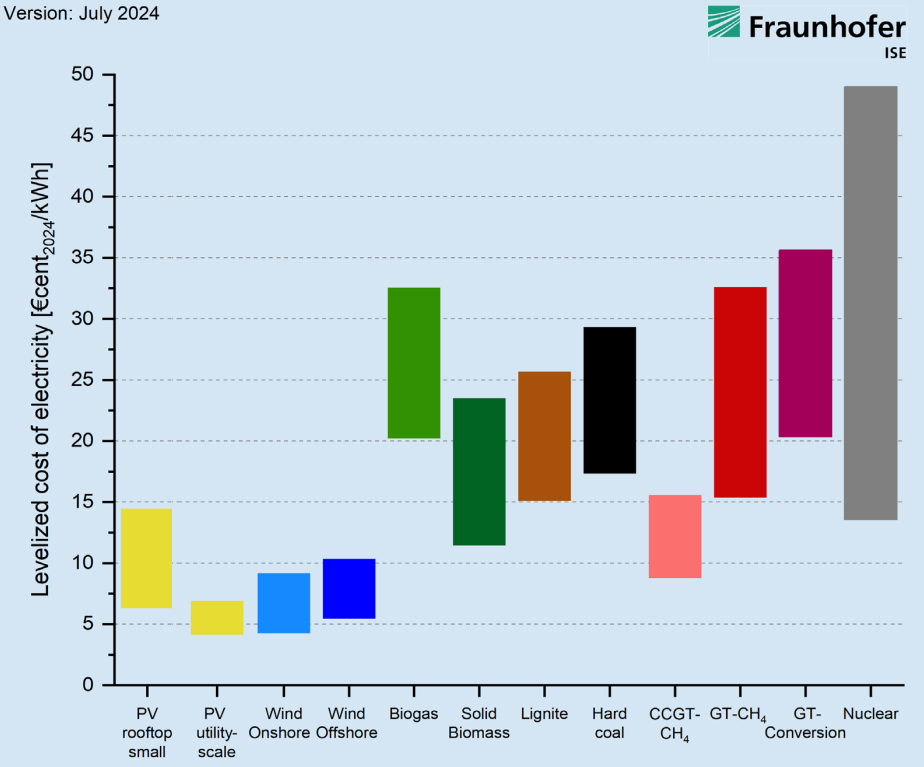 Version: July 2024
Fraunhofer
ISE
Levelized cost of electricity [€cent₂₀₂₄/kWh]
50
45
40
35
30
25
20
15
10
5
0
PV
rooftop
small
PV
utility-
scale
Wind
Onshore
Wind
Offshore
Biogas
Solid
Biomass
Lignite
Hard
coal
CCGT-
CH₄
GT-CH₄
GT-
Conversion
Nuclear